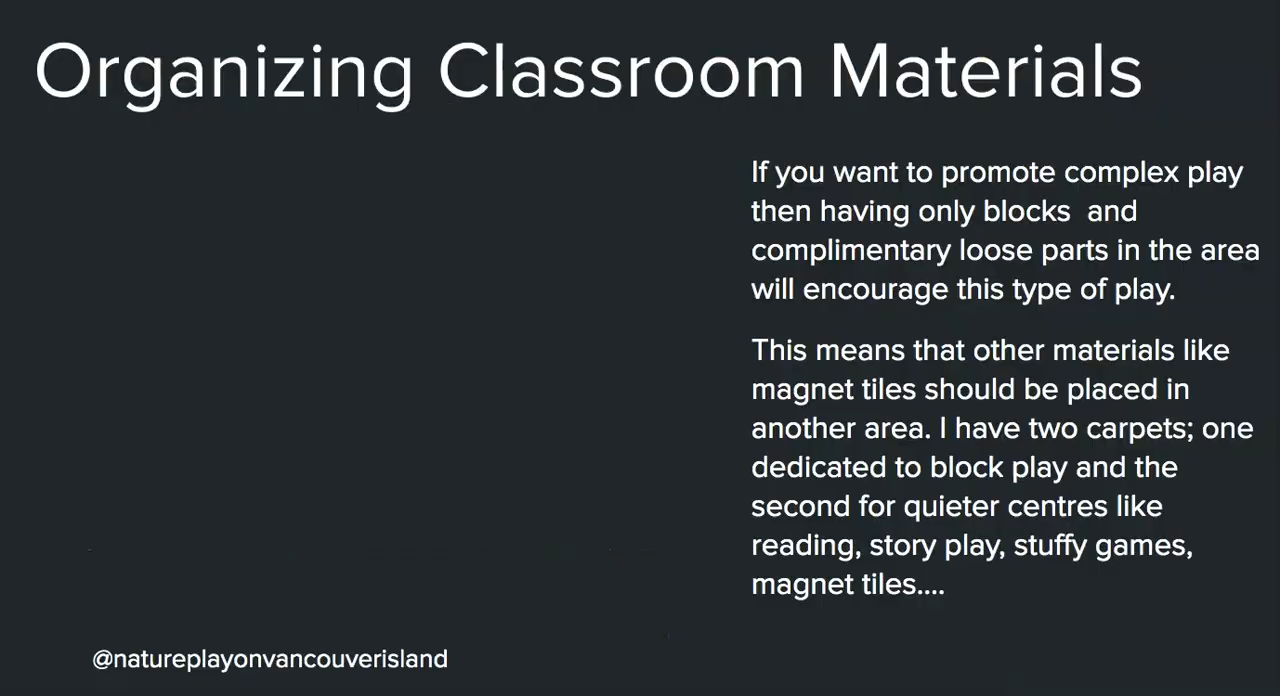 Organizing Classroom Materials
If you want to promote complex play
then having only blocks  and
complimentary loose parts in the area
will encourage this type of play.
This means that other materials like
magnet tiles should be placed in
another area. I have two carpets; one
dedicated to block play and the
second for quieter centres like
reading, story play, stuffy games,
magnet tiles....
@natureplayonvancouverisland